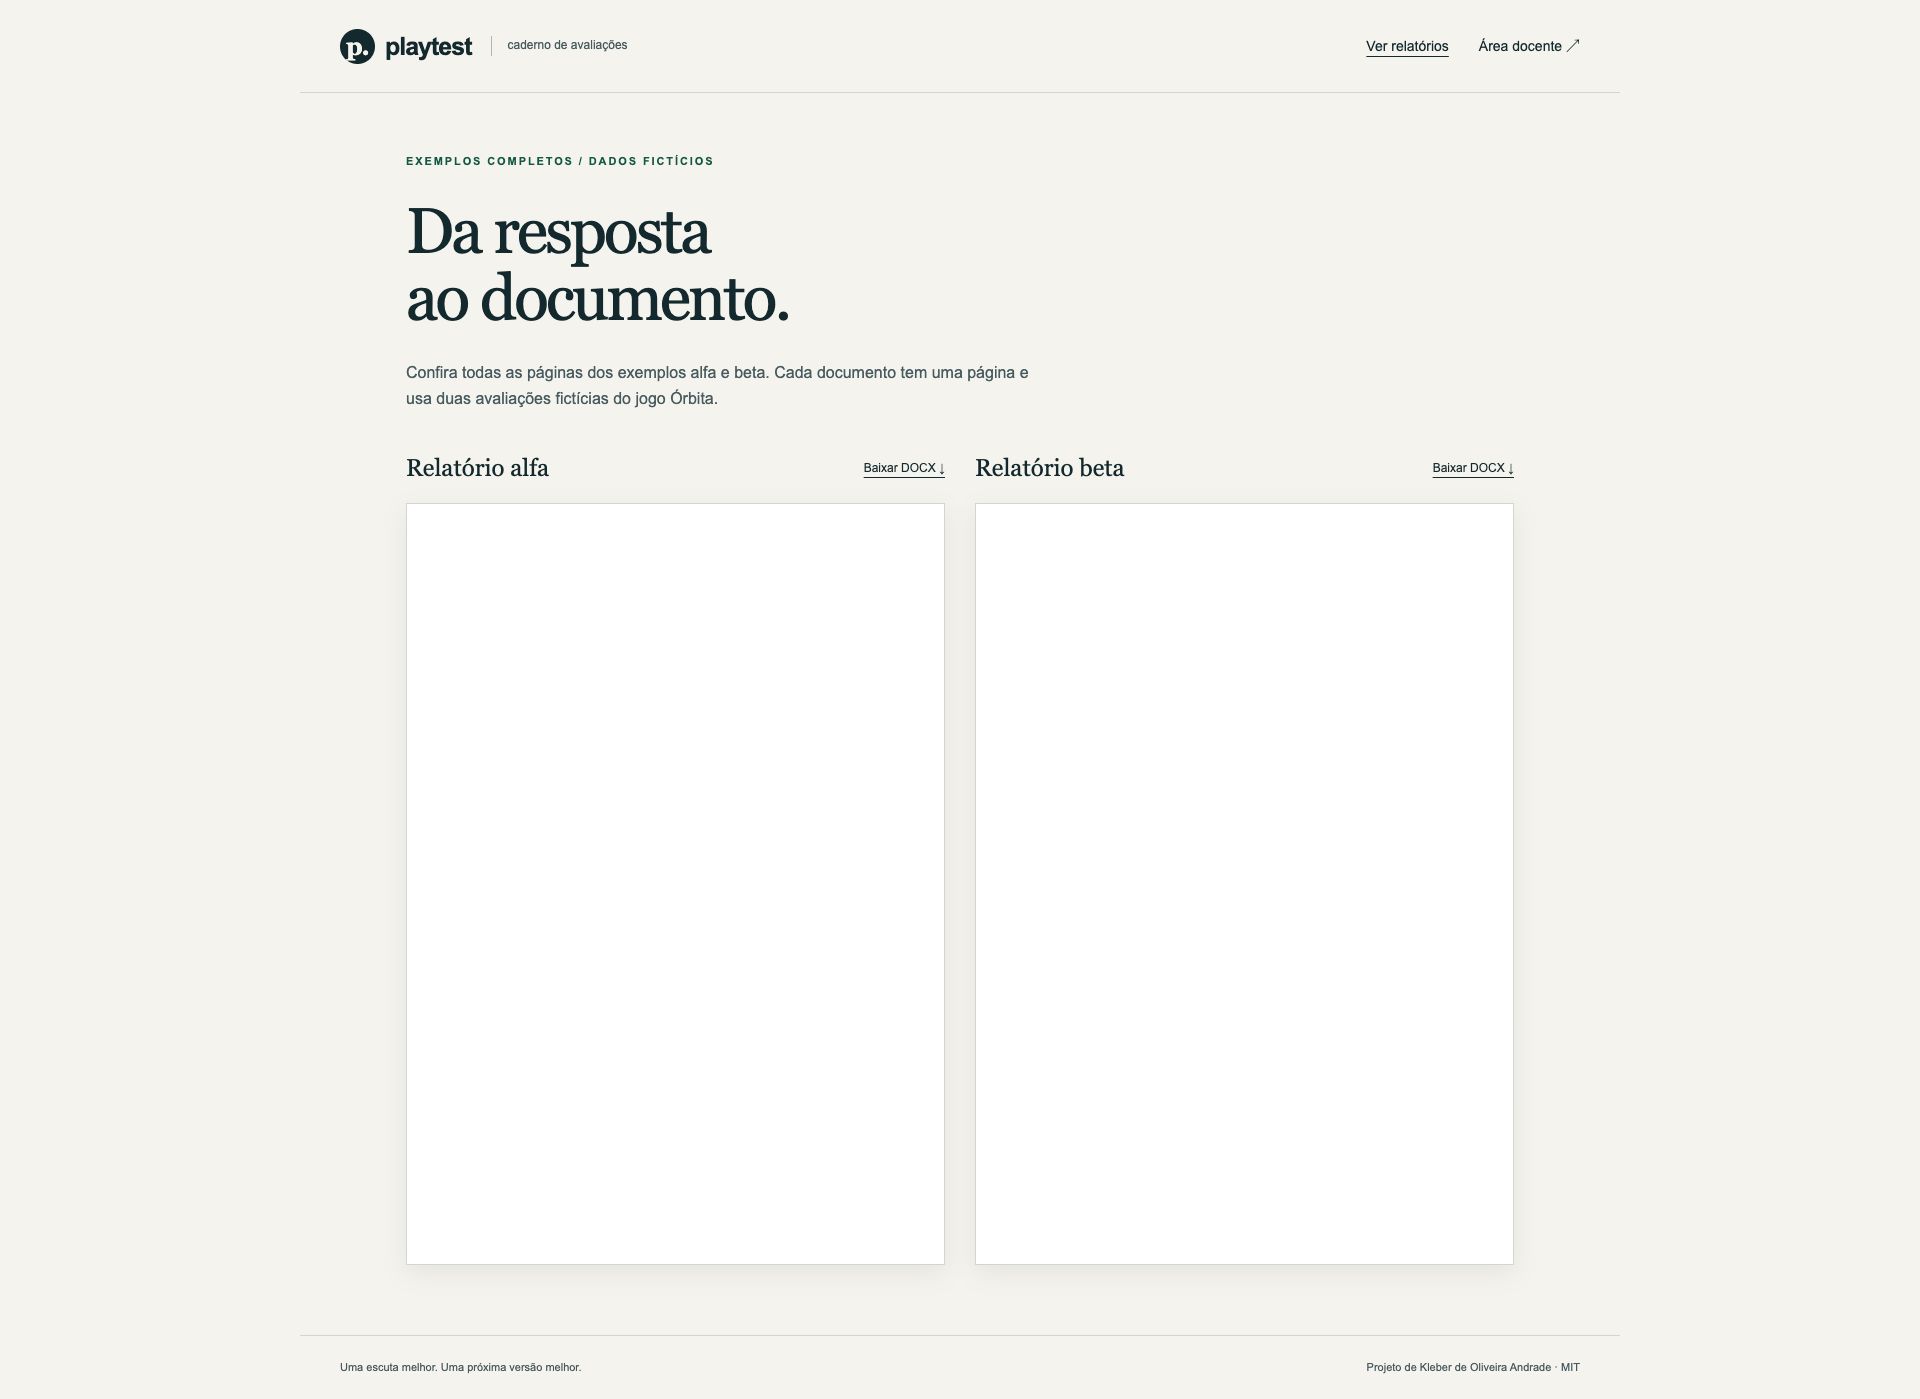 p. playtest
caderno de avaliações
Ver relatórios
Área docente ↗
EXEMPLOS COMPLETOS / DADOS FICTÍCIOS
Da resposta
ao documento.
Confira todas as páginas dos exemplos alfa e beta. Cada documento tem uma página e
usa duas avaliações fictícias do jogo Órbita.
Relatório alfa
Baixar DOCX ↓
Relatório beta
Baixar DOCX ↓
Uma escuta melhor. Uma próxima versão melhor.
Projeto de Kleber de Oliveira Andrade · MIT